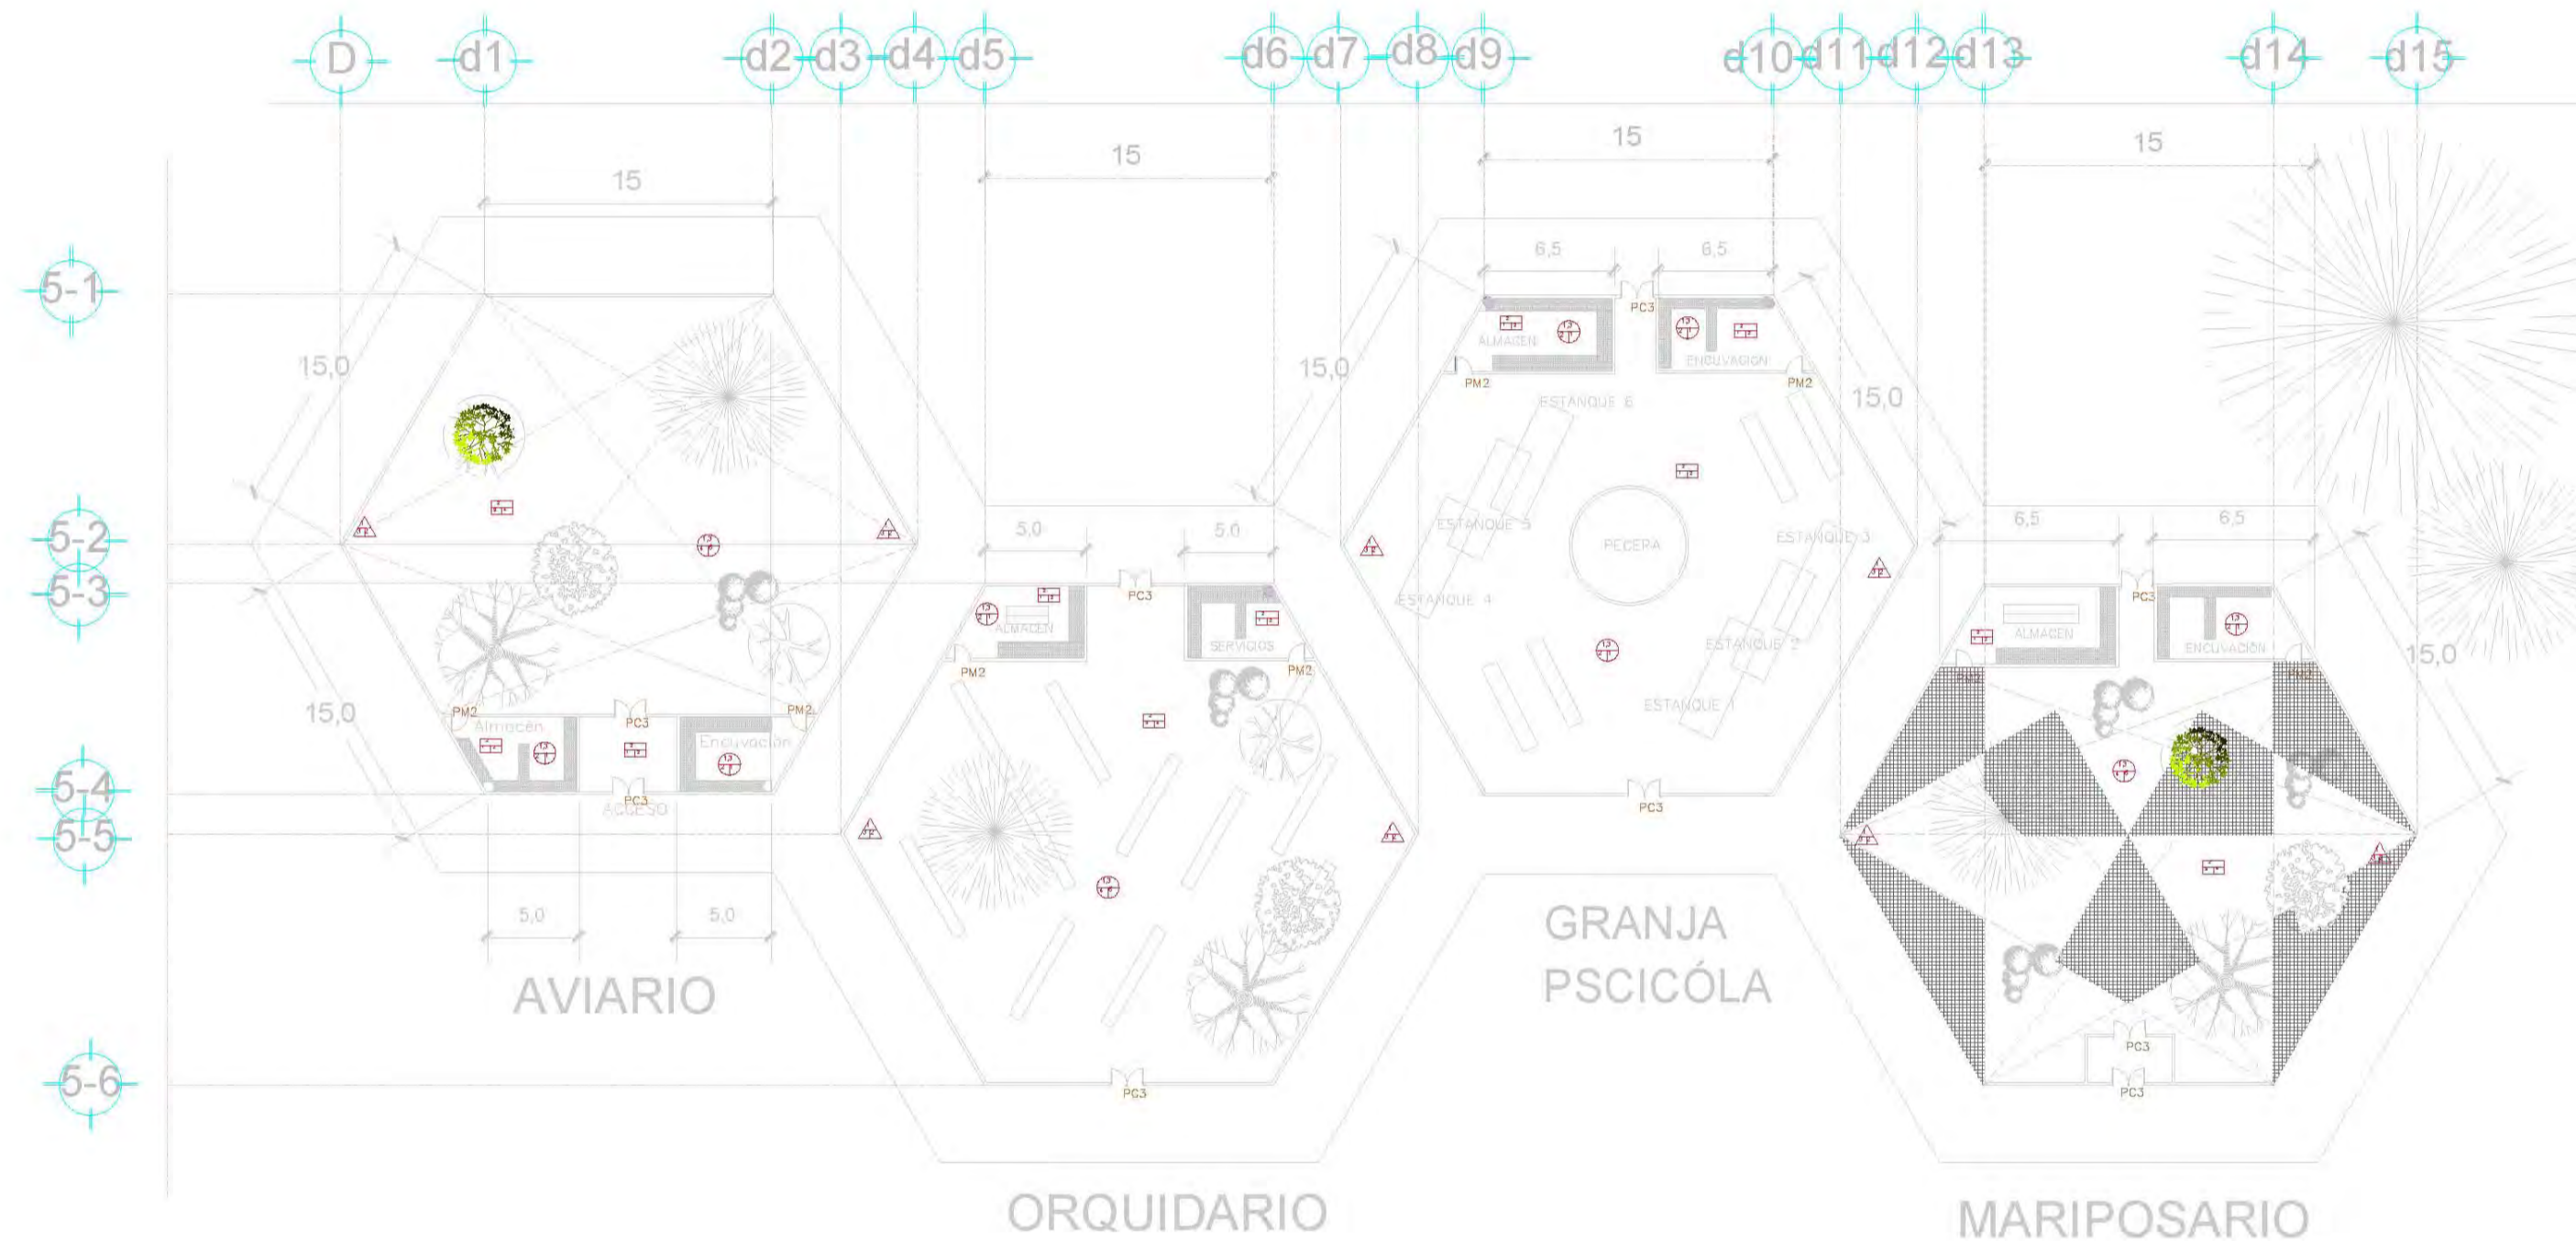 D
d1
d2
d3
d4
d5
d6
d7
d8
d9
d10
d11
d12
d13
d14
d15
15
15
15
15
5-1
5-2
5-3
5-4
5-5
5-6
15,0
15,0
PM2
PM2
PC3
Almacén
Encuvación
PC3
ACCESO
5,0
5,0
AVIARIO
5,0
5,0
PC3
ALMACEN
SERVICIOS
PM2
PM2
PC3
ORQUIDARIO
15,0
15,0
6,5
6,5
PC3
ALMACEN
ENCUVACION
PM2
PM2
ESTANQUE 6
ESTANQUE 5
ESTANQUE 4
PECERA
ESTANQUE 3
ESTANQUE 2
ESTANQUE 1
PC3
GRANJA
PSCICÓLA
6,5
6,5
PC3
ALMACEN
ENCUVACIÓN
PM2
PM2
15,0
PC3
PC3
MARIPOSARIO